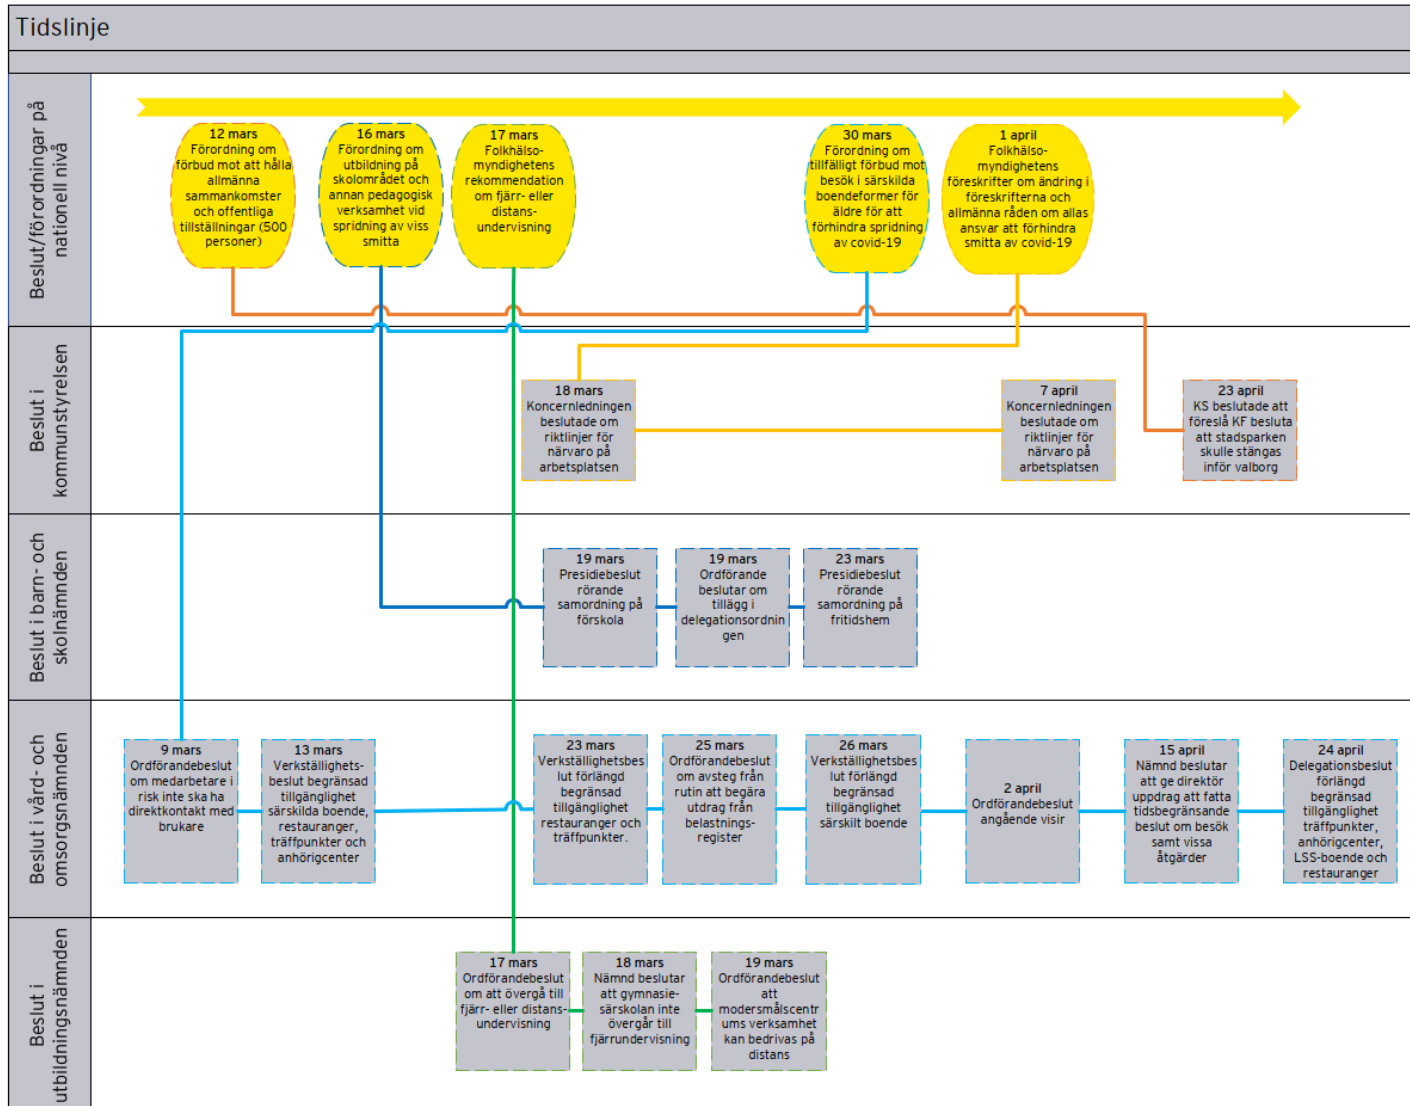 Tidslinje
Beslut/förordningar på
nationell nivå
12 mars
Förordning om
förbud mot att hålla
allmänna
sammankomster
och offentliga
tillställningar (500
personer)
16 mars
Förordning om
utbildning på
skolområdet och
annan pedagogisk
verksamhet vid
spridning av viss
smitta
17 mars
Folkhälso-
myndighetens
rekommendation
om fjärr- eller
distans-
undervisning
30 mars
Förordning om
tillfälligt förbud mot
besök i särskilda
boendeformer för
äldre för att
förhindra spridning
av covid-19
1 april
Folkhälso-
myndighetens
föreskrifter om ändring i
föreskrifterna och
allmänna råden om allas
ansvar att förhindra
smitta av covid-19
Beslut i
kommunstyrelsen
18 mars
Koncernledningen
beslutade om
riktlinjer för
närvaro på
arbetsplatsen
7 april
Koncernledningen
beslutade om
riktlinjer för
närvaro på
arbetsplatsen
23 april
KS beslutade att
föreslå KF besluta
att stadsparken
skulle stängas
inför valborg
Beslut i barn- och
skolnämnden
19 mars
Presidiebeslut
rörande
samordning på
förskola
19 mars
Ordförande
beslutar om
tillägg i
delegationsordnin
gen
23 mars
Presidiebeslut
rörande
samordning på
fritidshem
Beslut i vård- och
omsorgsnämnden
9 mars
Ordförandebeslut
om medarbetare i
risk inte ska ha
direktkontakt med
brukare
13 mars
Verkställighets-
beslut begränsad
tillgänglighet
särskilda boende,
restauranger,
träffpunkter och
anhörigcenter
23 mars
Verkställighetsbes
lut förlängd
begränsad
tillgänglighet
restauranger och
träffpunkter.
25 mars
Ordförandebeslut
om avsteg från
rutin att begära
utdrag från
belastnings-
register
26 mars
Verkställighetsbes
lut förlängd
begränsad
tillgänglighet
särskilt boende
2 april
Ordförandebeslut
angående visir
15 april
Nämnd beslutar
att ge direktör
uppdrag att fatta
tidsbegränsande
beslut om besök
samt vissa
åtgärder
24 april
Delegationsbeslut
förlängd
begränsad
tillgänglighet
träffpunkter,
anhörigcenter,
LSS-boende och
restauranger
Beslut i
utbildningsnämnden
17 mars
Ordförandebeslut
om att övergå till
fjärr- eller distans-
undervisning
18 mars
Nämnd beslutar
att gymnasie-
särskolan inte
övergår till
fjärrundervisning
19 mars
Ordförandebeslut
att
modersmålscentr
ums verksamhet
kan bedrivas på
distans